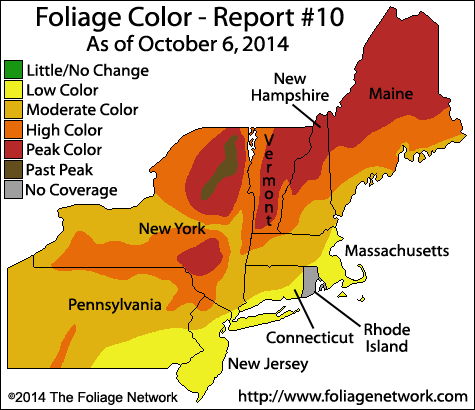 Foliage Color - Report #10
As of October 6, 2014
Little/No Change
Low Color
Moderate Color
High Color
Peak Color
Past Peak
No Coverage
New
Hampshire
Maine
Vermont
New York
Massachusetts
Pennsylvania
Connecticut
Rhode
Island
New Jersey
©2014 The Foliage Network
http://www.foliagenetwork.com